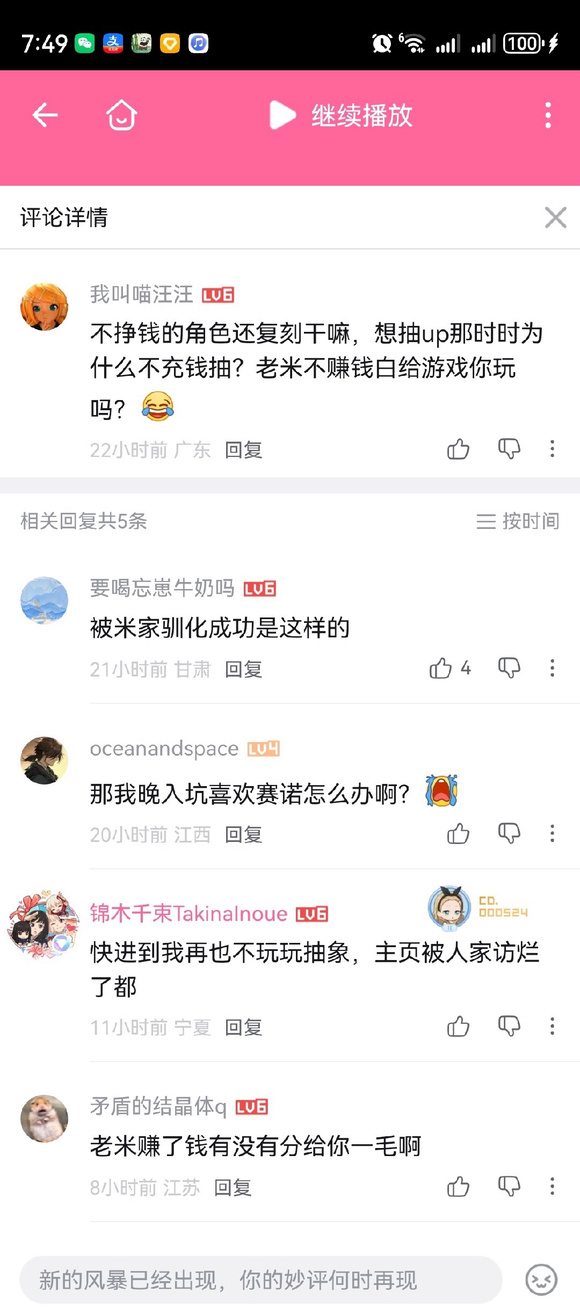 7:49
支
6
100
继续播放
评论详情
我叫喵汪汪 LV6
不挣钱的角色还复刻干嘛，想抽up那时时为
什么不充钱抽？老米不赚钱白给游戏你玩
吗？
22小时前 广东 回复
相关回复共5条
按时间
要喝忘崽牛奶吗 LV6
被米家驯化成功是这样的
21小时前 甘肃 回复
4
oceanandspace LV4
那我晚入坑喜欢赛诺怎么办啊？
20小时前 江西 回复
锦木千束TakinaInoue LV6
CD.
000524
快进到我再也不玩玩抽象，主页被人家访烂
了都
11小时前 宁夏 回复
矛盾的结晶体q LV6
老米赚了钱有没有分给你一毛啊
8小时前 江苏 回复
新的风暴已经出现，你的妙评何时再现